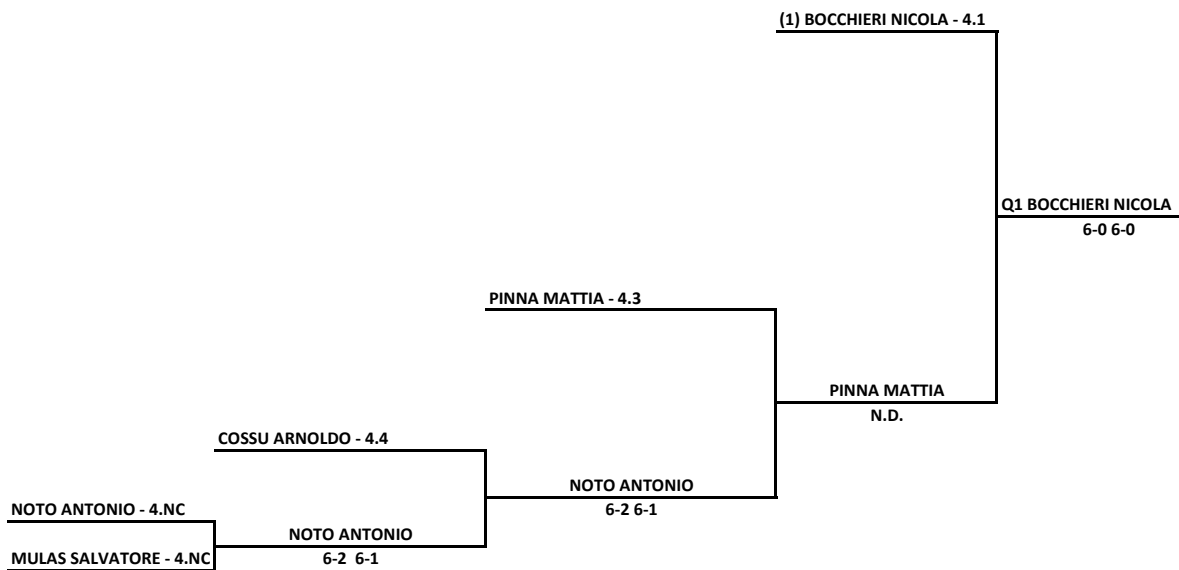 (1) BOCCHIERI NICOLA - 4.1
Q1 BOCCHIERI NICOLA
6-0 6-0
PINNA MATTIA - 4.3
PINNA MATTIA
N.D.
COSSU ARNOLDO - 4.4
NOTO ANTONIO
6-2 6-1
NOTO ANTONIO - 4.NC
NOTO ANTONIO
6-2 6-1
MULAS SALVATORE - 4.NC